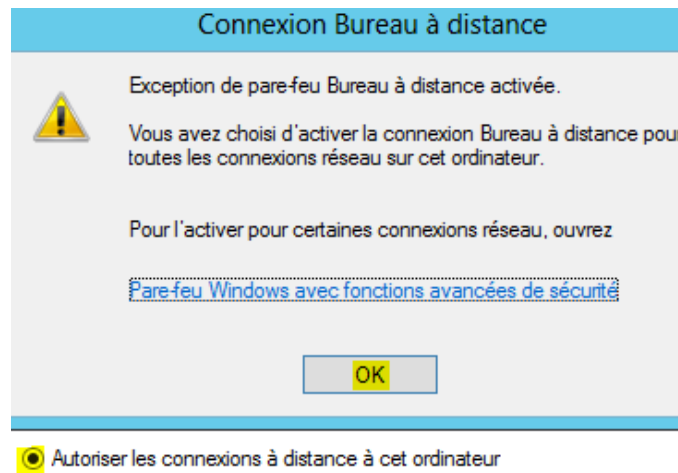 Connexion Bureau à distance
Exception de pare-feu Bureau à distance activée.
Vous avez choisi d'activer la connexion Bureau à distance pour
toutes les connexions réseau sur cet ordinateur.
Pour l'activer pour certaines connexions réseau, ouvrez
Pare-feu Windows avec fonctions avancées de sécurité
OK
Autoriser les connexions à distance à cet ordinateur